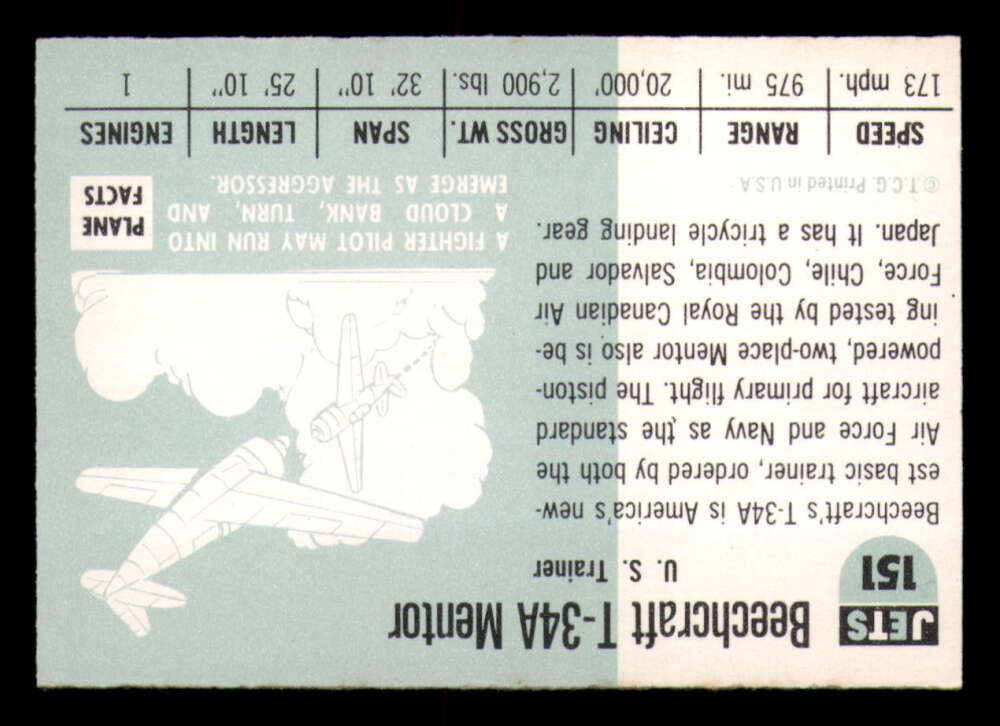 JETS
151
Beechcraft T-34A Mentor
U. S. Trainer
Beechcraft's T-34A is America's new-
est basic trainer, ordered by both the
Air Force and Navy as the standard
aircraft for primary flight. The piston-
powered, two-place Mentor also is be-
ing tested by the Royal Canadian Air
Force, Chile, Colombia, Salvador and
Japan. It has a tricycle landing gear.
© T.C.G. Printed in U.S.A.
A FIGHTER PILOT MAY RUN INTO
A CLOUD BANK, TURN, AND
EMERGE AS THE AGGRESSOR.
PLANE
FACTS
SPEED RANGE CEILING GROSS WT. SPAN LENGTH ENGINES
173 mph. 975 mi. 20,000' 2,900 lbs. 32' 10" 25' 10" 1